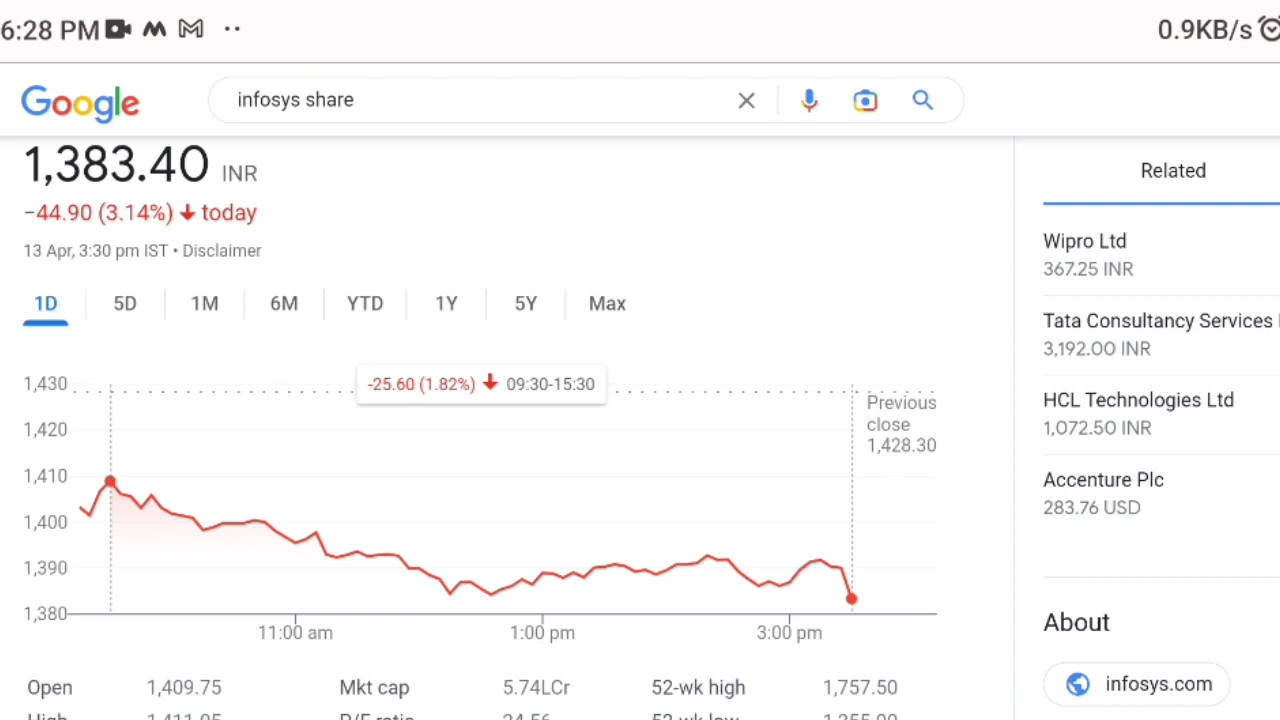 6:28 PM
0.9KB/s
Google
infosys share
1,383.40 INR
−44.90 (3.14%) today
13 Apr, 3:30 pm IST • Disclaimer
1D 5D 1M 6M YTD 1Y 5Y Max
-25.60 (1.82%) 09:30-15:30
Previous
close
1,428.30
1,430
1,420
1,410
1,400
1,390
1,380
11:00 am 1:00 pm 3:00 pm
Open 1,409.75 Mkt cap 5.74LCr 52-wk high 1,757.50
Related
Wipro Ltd
367.25 INR
Tata Consultancy Services
3,192.00 INR
HCL Technologies Ltd
1,072.50 INR
Accenture Plc
283.76 USD
About
infosys.com